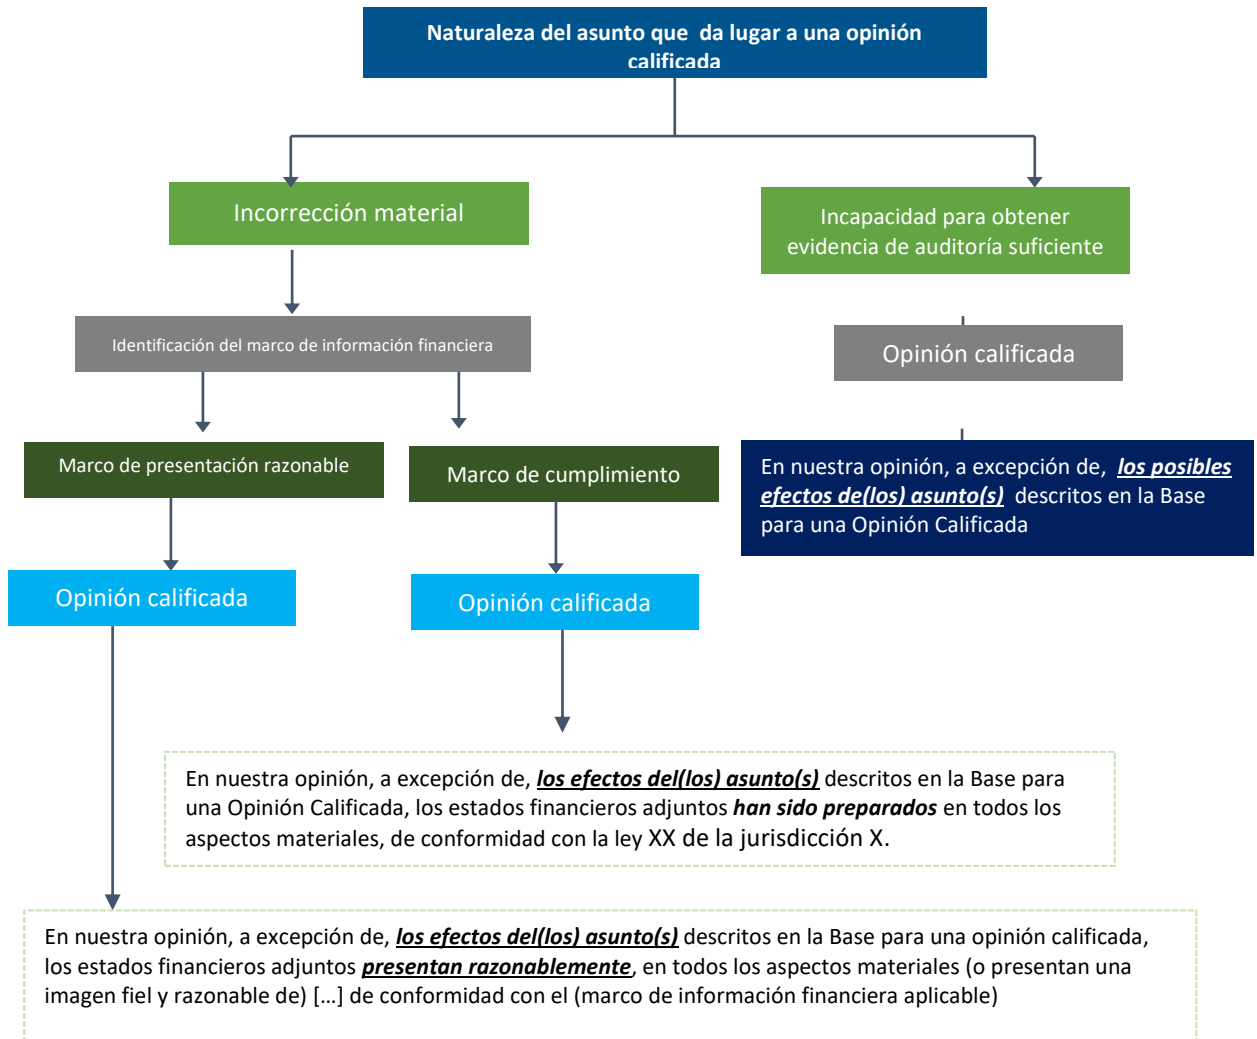 Naturaleza del asunto que  da lugar a una opinión
calificada
Incorrección material
Incapacidad para obtener
evidencia de auditoría suficiente
Identificación del marco de información financiera
Opinión calificada
Marco de presentación razonable
Marco de cumplimiento
En nuestra opinión, a excepción de,  los posibles
efectos de(los) asunto(s)  descritos en la Base
para una Opinión Calificada
Opinión calificada
Opinión calificada
En nuestra opinión, a excepción de, los efectos del(los) asunto(s) descritos en la Base para
una Opinión Calificada, los estados financieros adjuntos han sido preparados en todos los
aspectos materiales, de conformidad con la ley XX de la jurisdicción X.
En nuestra opinión, a excepción de, los efectos del(los) asunto(s) descritos en la Base para una opinión calificada,
los estados financieros adjuntos presentan razonablemente, en todos los aspectos materiales (o presentan una
imagen fiel y razonable de) […] de conformidad con el (marco de información financiera aplicable)